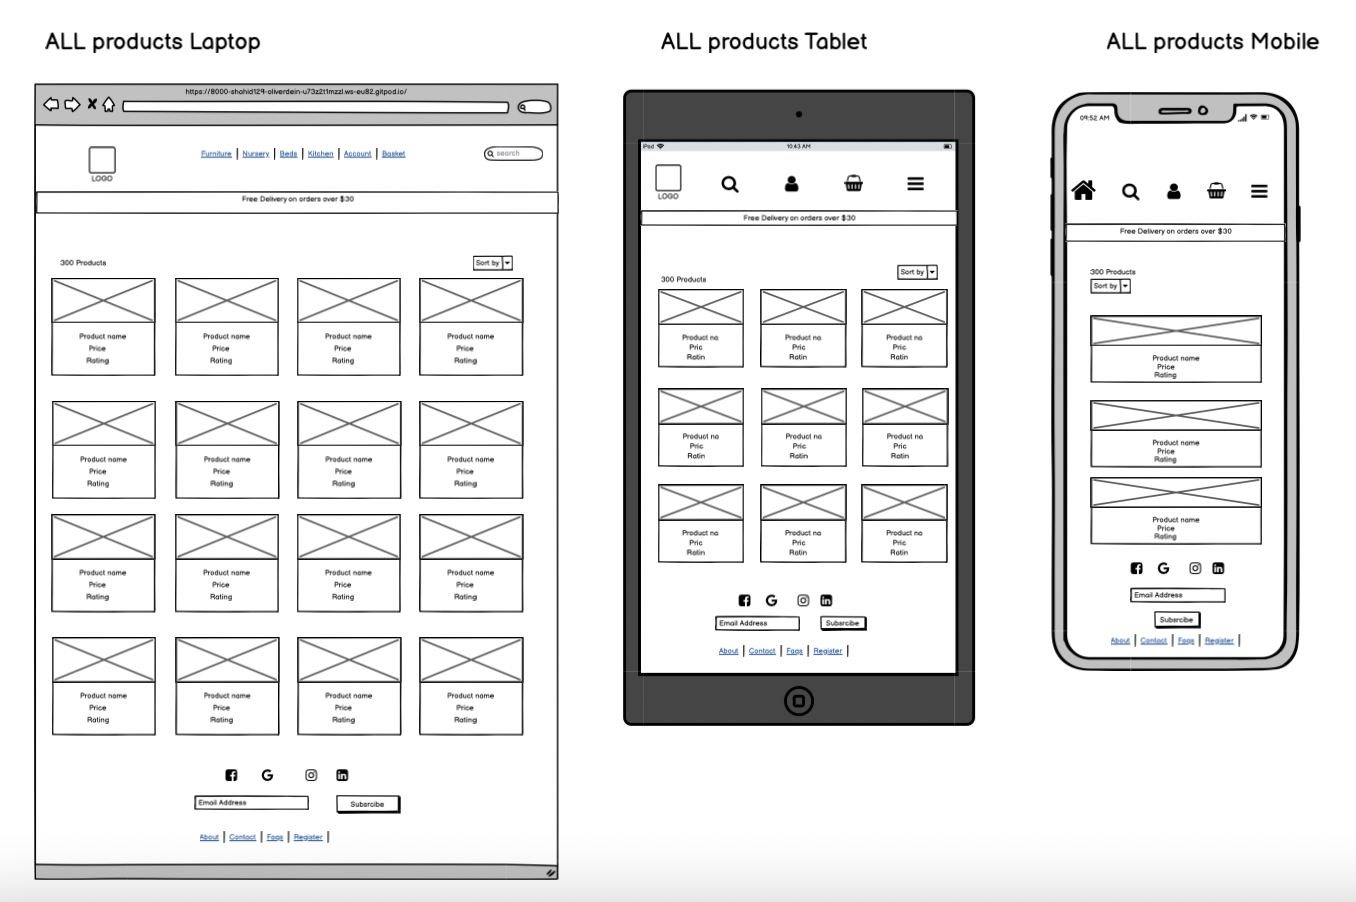 ALL products Laptop
https://8000-shahid129-oliverdein-u73z2t1mzzl.ws-eu82.gitpod.io/
Furniture | Nursery | Beds | Kitchen | Account | Basket
search
LOGO
Free Delivery on orders over $30
300 Products
Sort by
Product name Product name Product name Product name
Price Price Price Price
Rating Rating Rating Rating
Product name Product name Product name Product name
Price Price Price Price
Rating Rating Rating Rating
Product name Product name Product name Product name
Price Price Price Price
Rating Rating Rating Rating
Product name Product name Product name Product name
Price Price Price Price
Rating Rating Rating Rating
Email Address
Subsrcibe
About | Contact | Faqs | Register |
ALL products Tablet
iPod 10:43 AM
LOGO
Free Delivery on orders over $30
300 Products
Sort by
Product na Product na Product na
Pric Pric Pric
Ratin Ratin Ratin
Product na Product na Product na
Pric Pric Pric
Ratin Ratin Ratin
Product na Product na Product na
Pric Pric Pric
Ratin Ratin Ratin
Email Address
Subsrcibe
About | Contact | Faqs | Register |
ALL products Mobile
09:52 AM
Free Delivery on orders over $30
300 Products
Sort by
Product name
Price
Rating
Product name
Price
Rating
Product name
Price
Rating
Email Address
Subsrcibe
About | Contact | Faqs | Register |